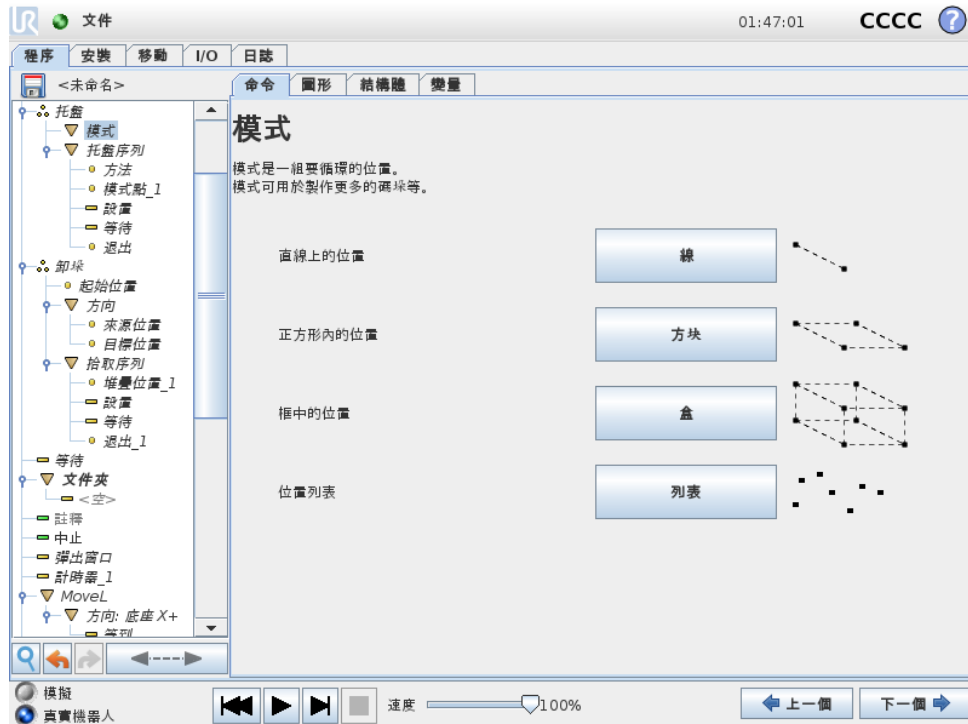 UR 文件 01:47:01 CCCC ?
程序 安裝 移動 I/O 日誌
<未命名>
命令 圖形 結構體 變量
托盤
模式
托盤序列
方法
模式點_1
設置
等待
退出
卸垛
起始位置
方向
來源位置
目標位置
拾取序列
堆疊位置_1
設置
等待
退出_1
等待
文件夾
<空>
註釋
中止
彈出窗口
計時器_1
MoveL
方向: 底座 X+
等到
模式
模式是一組要循環的位置。
模式可用於製作更多的碼垛等。
直線上的位置 線
正方形內的位置 方块
框中的位置 盒
位置列表 列表
模擬
真實機器人
速度 100%
上一個 下一個